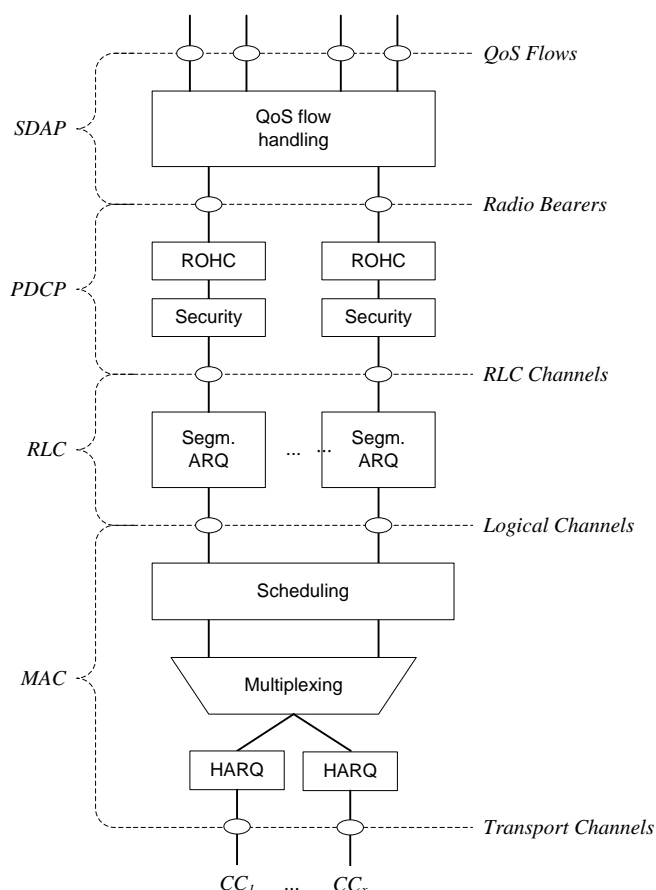 QoS Flows
QoS flow
handling
SDAP
Radio Bearers
ROHC ROHC
PDCP
Security Security
RLC Channels
Segm.
ARQ
... ...
Segm.
ARQ
RLC
Logical Channels
Scheduling
MAC
Multiplexing
HARQ HARQ
Transport Channels
CC1 ... CCx